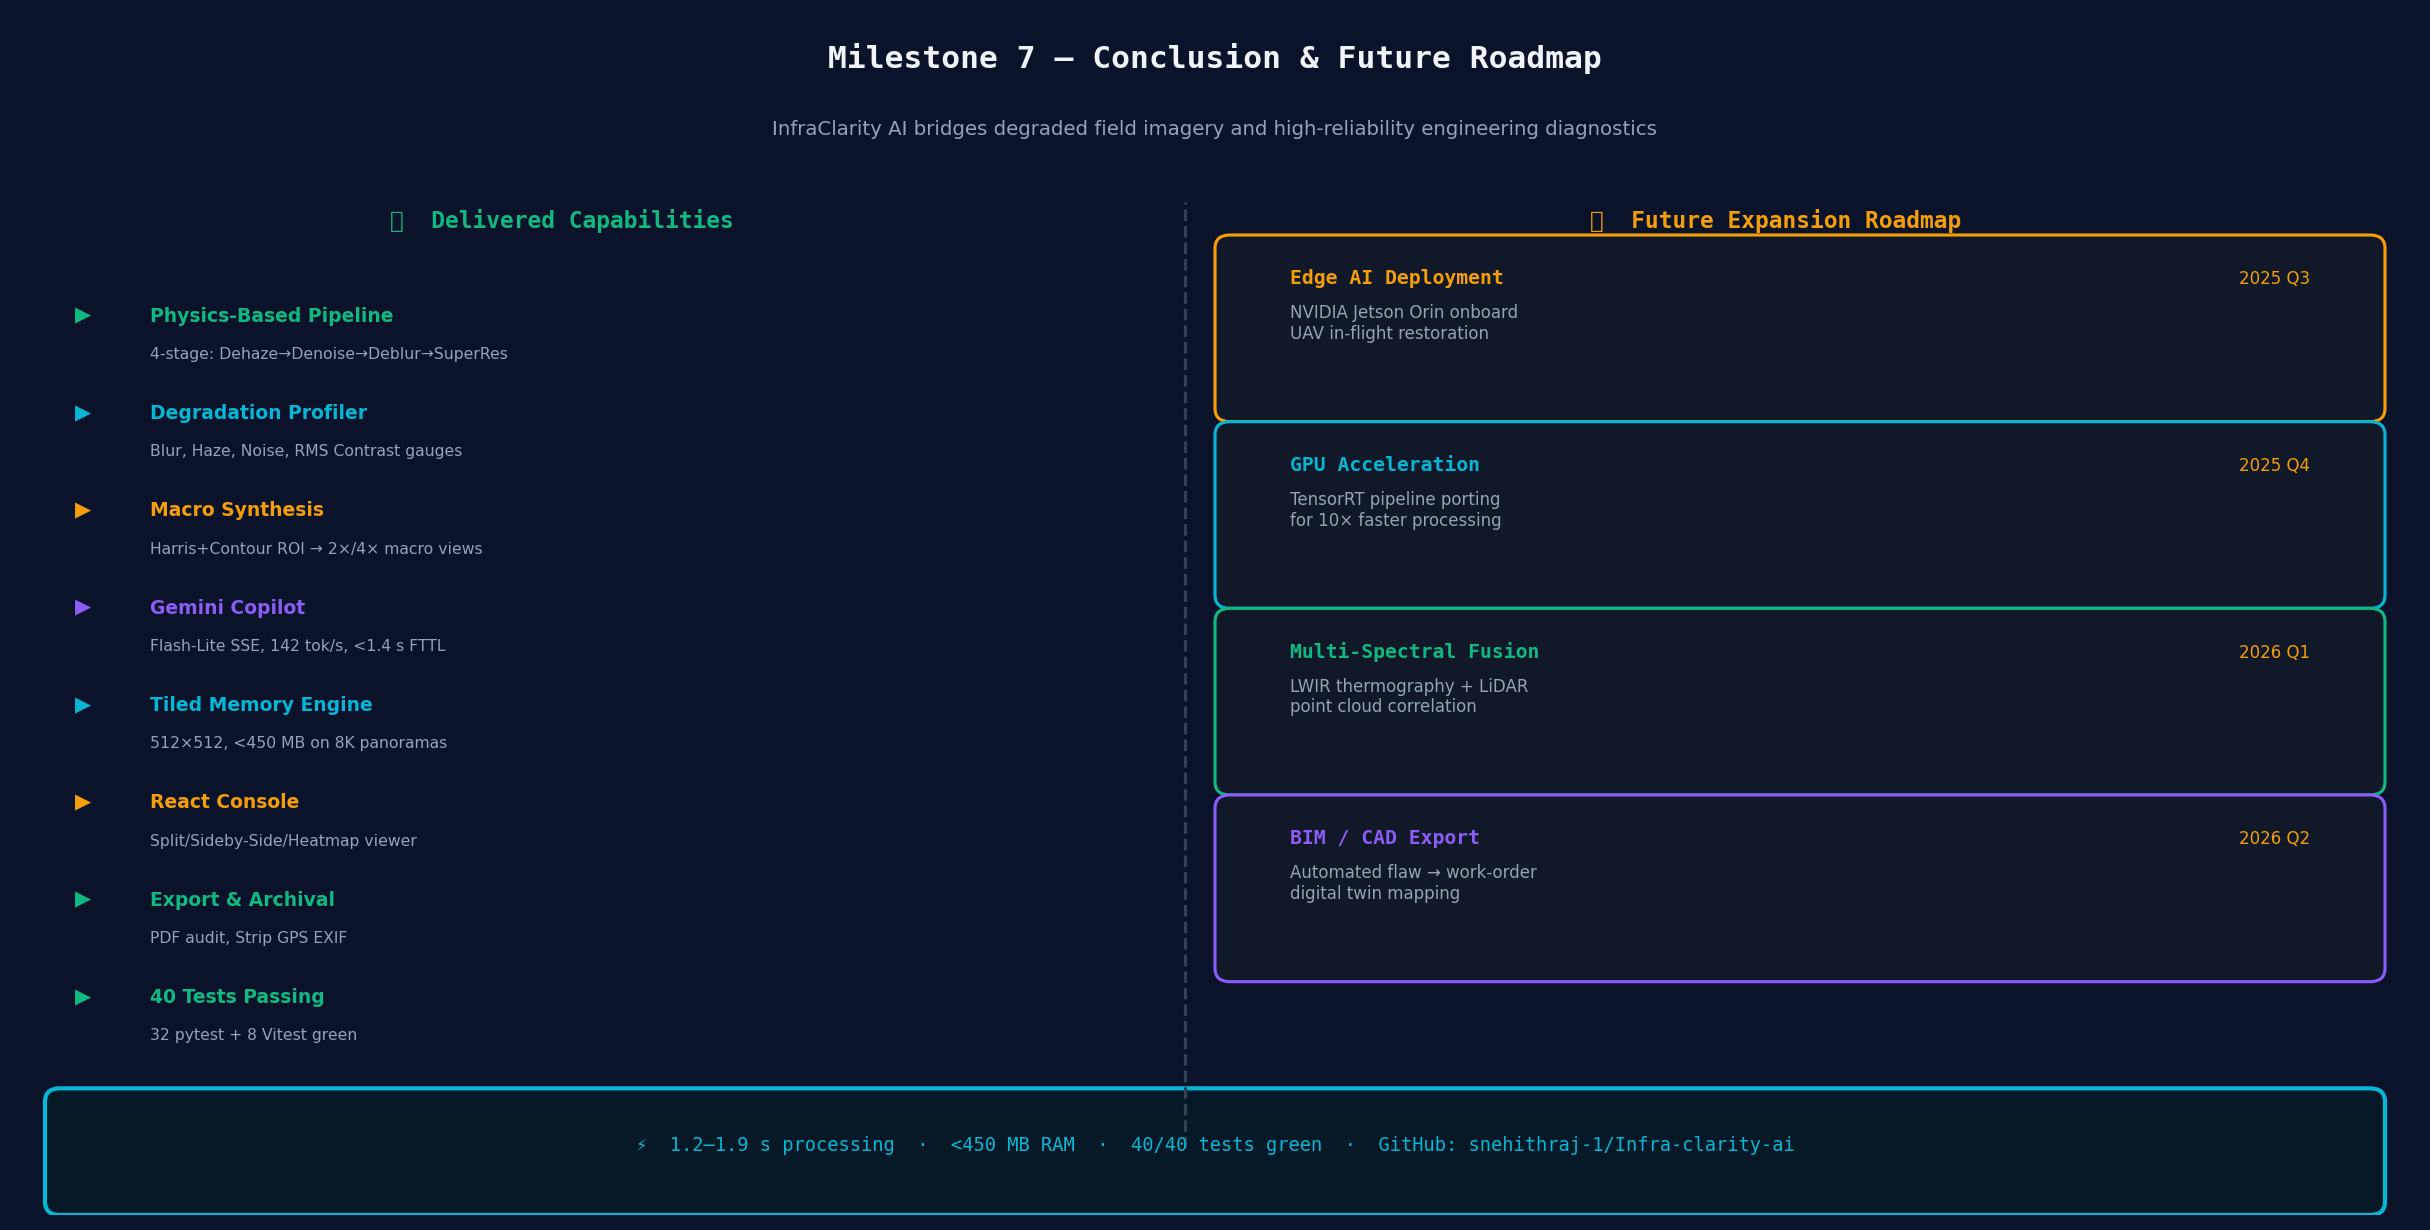 Milestone 7 — Conclusion & Future Roadmap
InfraClarity AI bridges degraded field imagery and high-reliability engineering diagnostics
Delivered Capabilities
▶ Physics-Based Pipeline
4-stage: Dehaze→Denoise→Deblur→SuperRes
▶ Degradation Profiler
Blur, Haze, Noise, RMS Contrast gauges
▶ Macro Synthesis
Harris+Contour ROI → 2×/4× macro views
▶ Gemini Copilot
Flash-Lite SSE, 142 tok/s, <1.4 s FTTL
▶ Tiled Memory Engine
512×512, <450 MB on 8K panoramas
▶ React Console
Split/Sideby-Side/Heatmap viewer
▶ Export & Archival
PDF audit, Strip GPS EXIF
▶ 40 Tests Passing
32 pytest + 8 Vitest green
Future Expansion Roadmap
Edge AI Deployment 2025 Q3
NVIDIA Jetson Orin onboard
UAV in-flight restoration
GPU Acceleration 2025 Q4
TensorRT pipeline porting
for 10× faster processing
Multi-Spectral Fusion 2026 Q1
LWIR thermography + LiDAR
point cloud correlation
BIM / CAD Export 2026 Q2
Automated flaw → work-order
digital twin mapping
⚡ 1.2–1.9 s processing · <450 MB RAM · 40/40 tests green · GitHub: snehithraj-1/Infra-clarity-ai